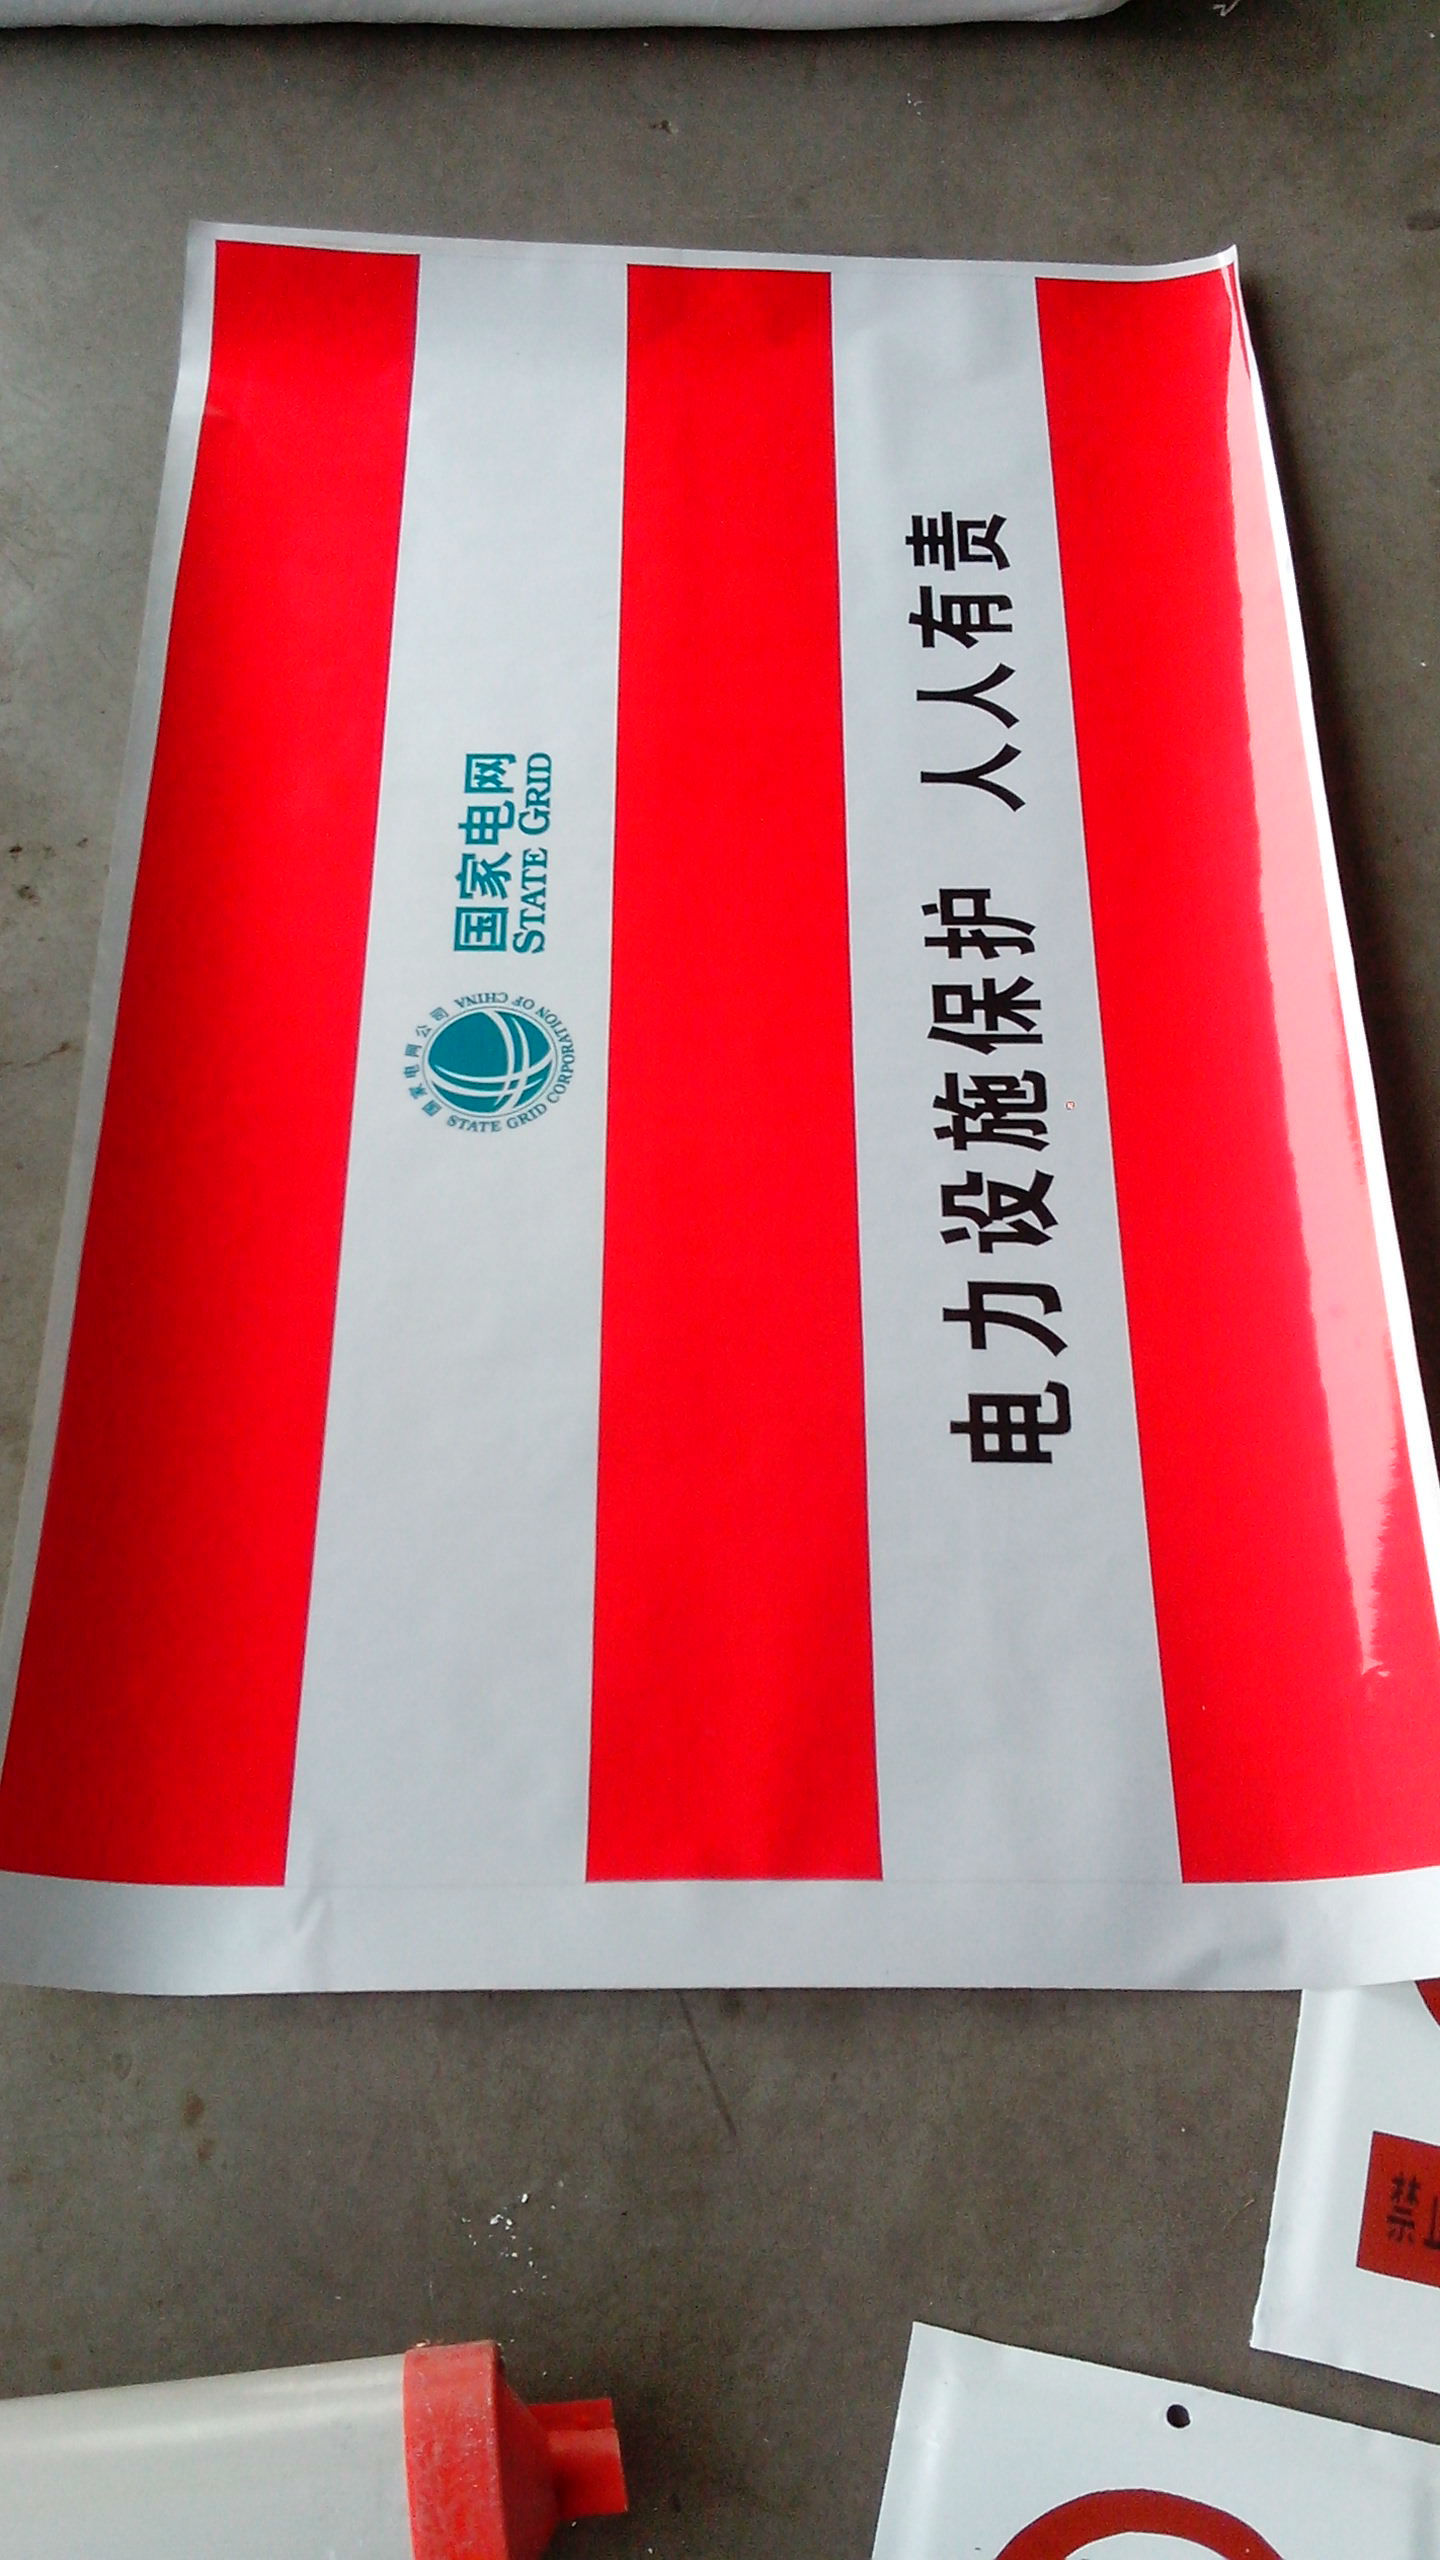 国家电网公司
STATE GRID CORPORATION OF CHINA
国家电网
STATE GRID
电力设施保护 人人有责
禁止